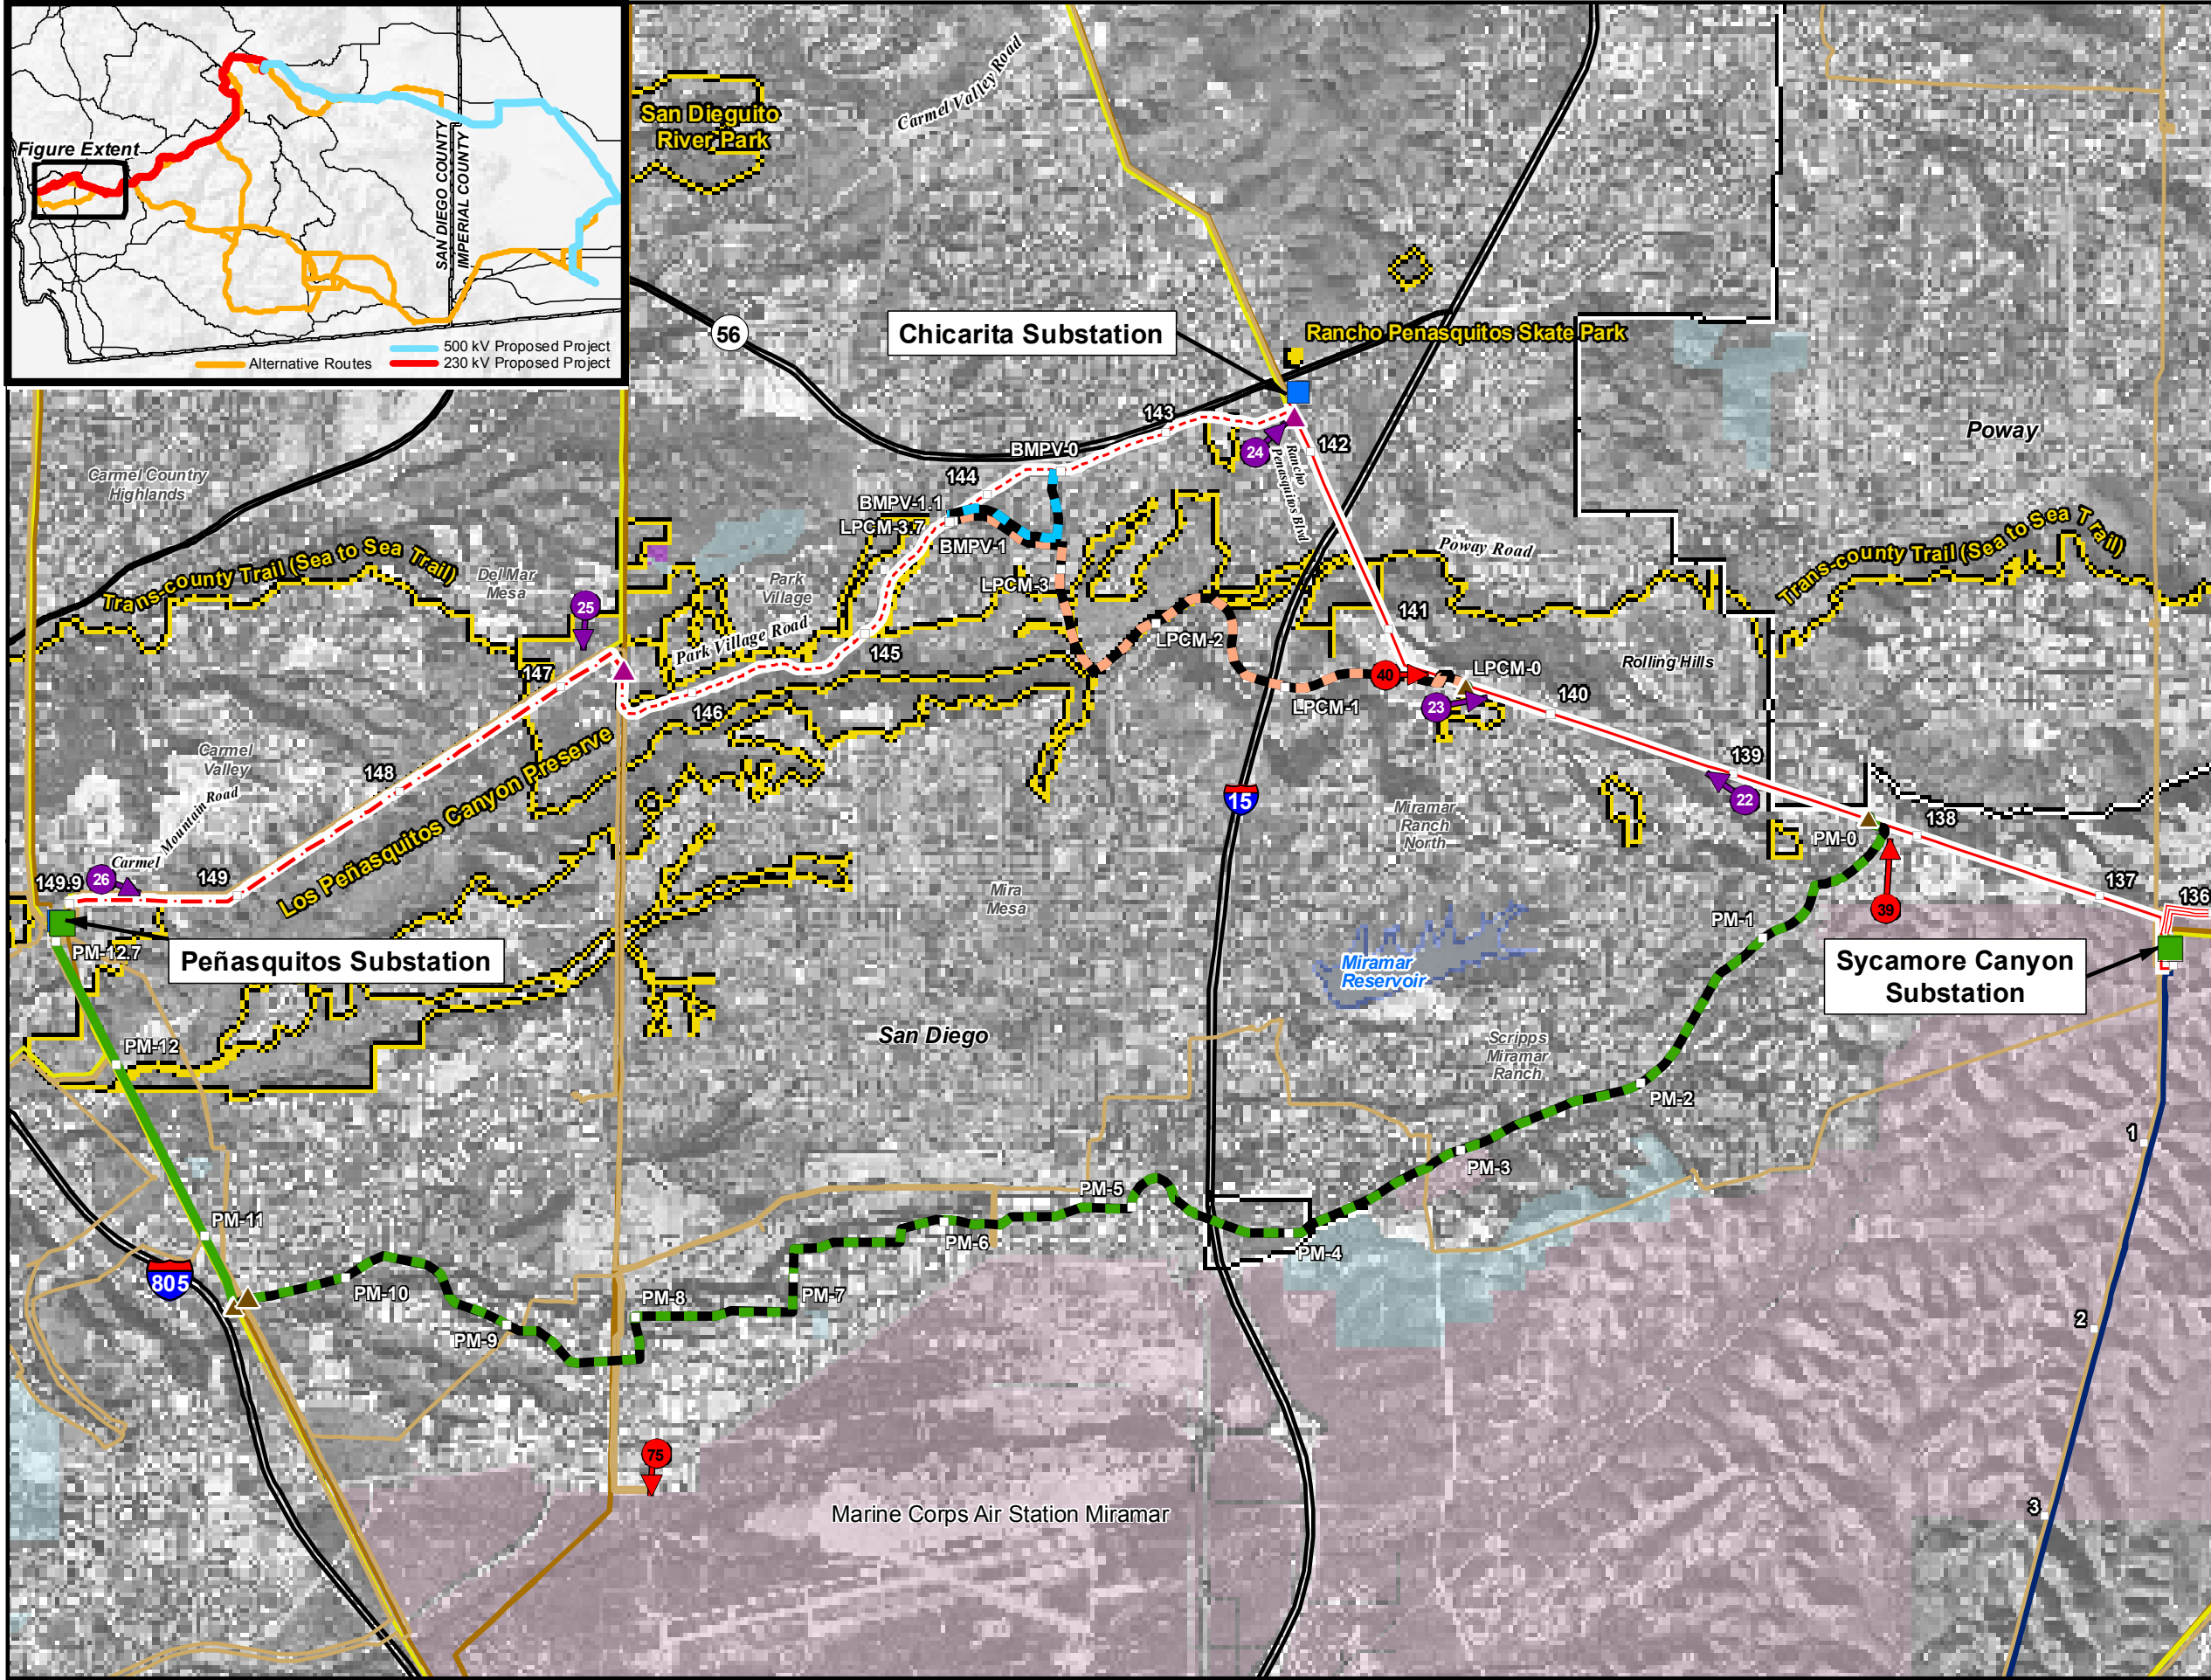 Figure Extent
SAN DIEGO COUNTY
IMPERIAL COUNTY
500 kV Proposed Project
Alternative Routes
230 kV Proposed Project
San Dieguito
River Park
Carmel Valley Road
56
Chicarita Substation
Rancho Penasquitos Skate Park
Poway
143
142
24
Rancho
Penasquitos Blvd
BMPV-0
144
BMPV-1.1
LPCM-3.7
BMPV-1
LPCM-3
Carmel Country
Highlands
Trans-county Trail (Sea to Sea Trail)
Del Mar
Mesa
25
Park
Village
Park Village Road
145
146
147
LPCM-2
LPCM-1
LPCM-0
Poway Road
141
40
23
Rolling Hills
140
Trans-county Trail (Sea to Sea Trail)
139
22
138
137
136
PM-0
39
148
Carmel
Valley
Carmel Mountain Road
149
149.9
26
Los Peñasquitos Canyon Preserve
15
Miramar
Ranch
North
Mira
Mesa
PM-12.7
Peñasquitos Substation
Miramar
Reservoir
PM-1
Sycamore Canyon
Substation
San Diego
Scripps
Miramar
Ranch
PM-12
PM-2
1
PM-3
PM-5
PM-11
PM-6
PM-4
805
PM-10
PM-8
PM-7
PM-9
2
75
3
Marine Corps Air Station Miramar